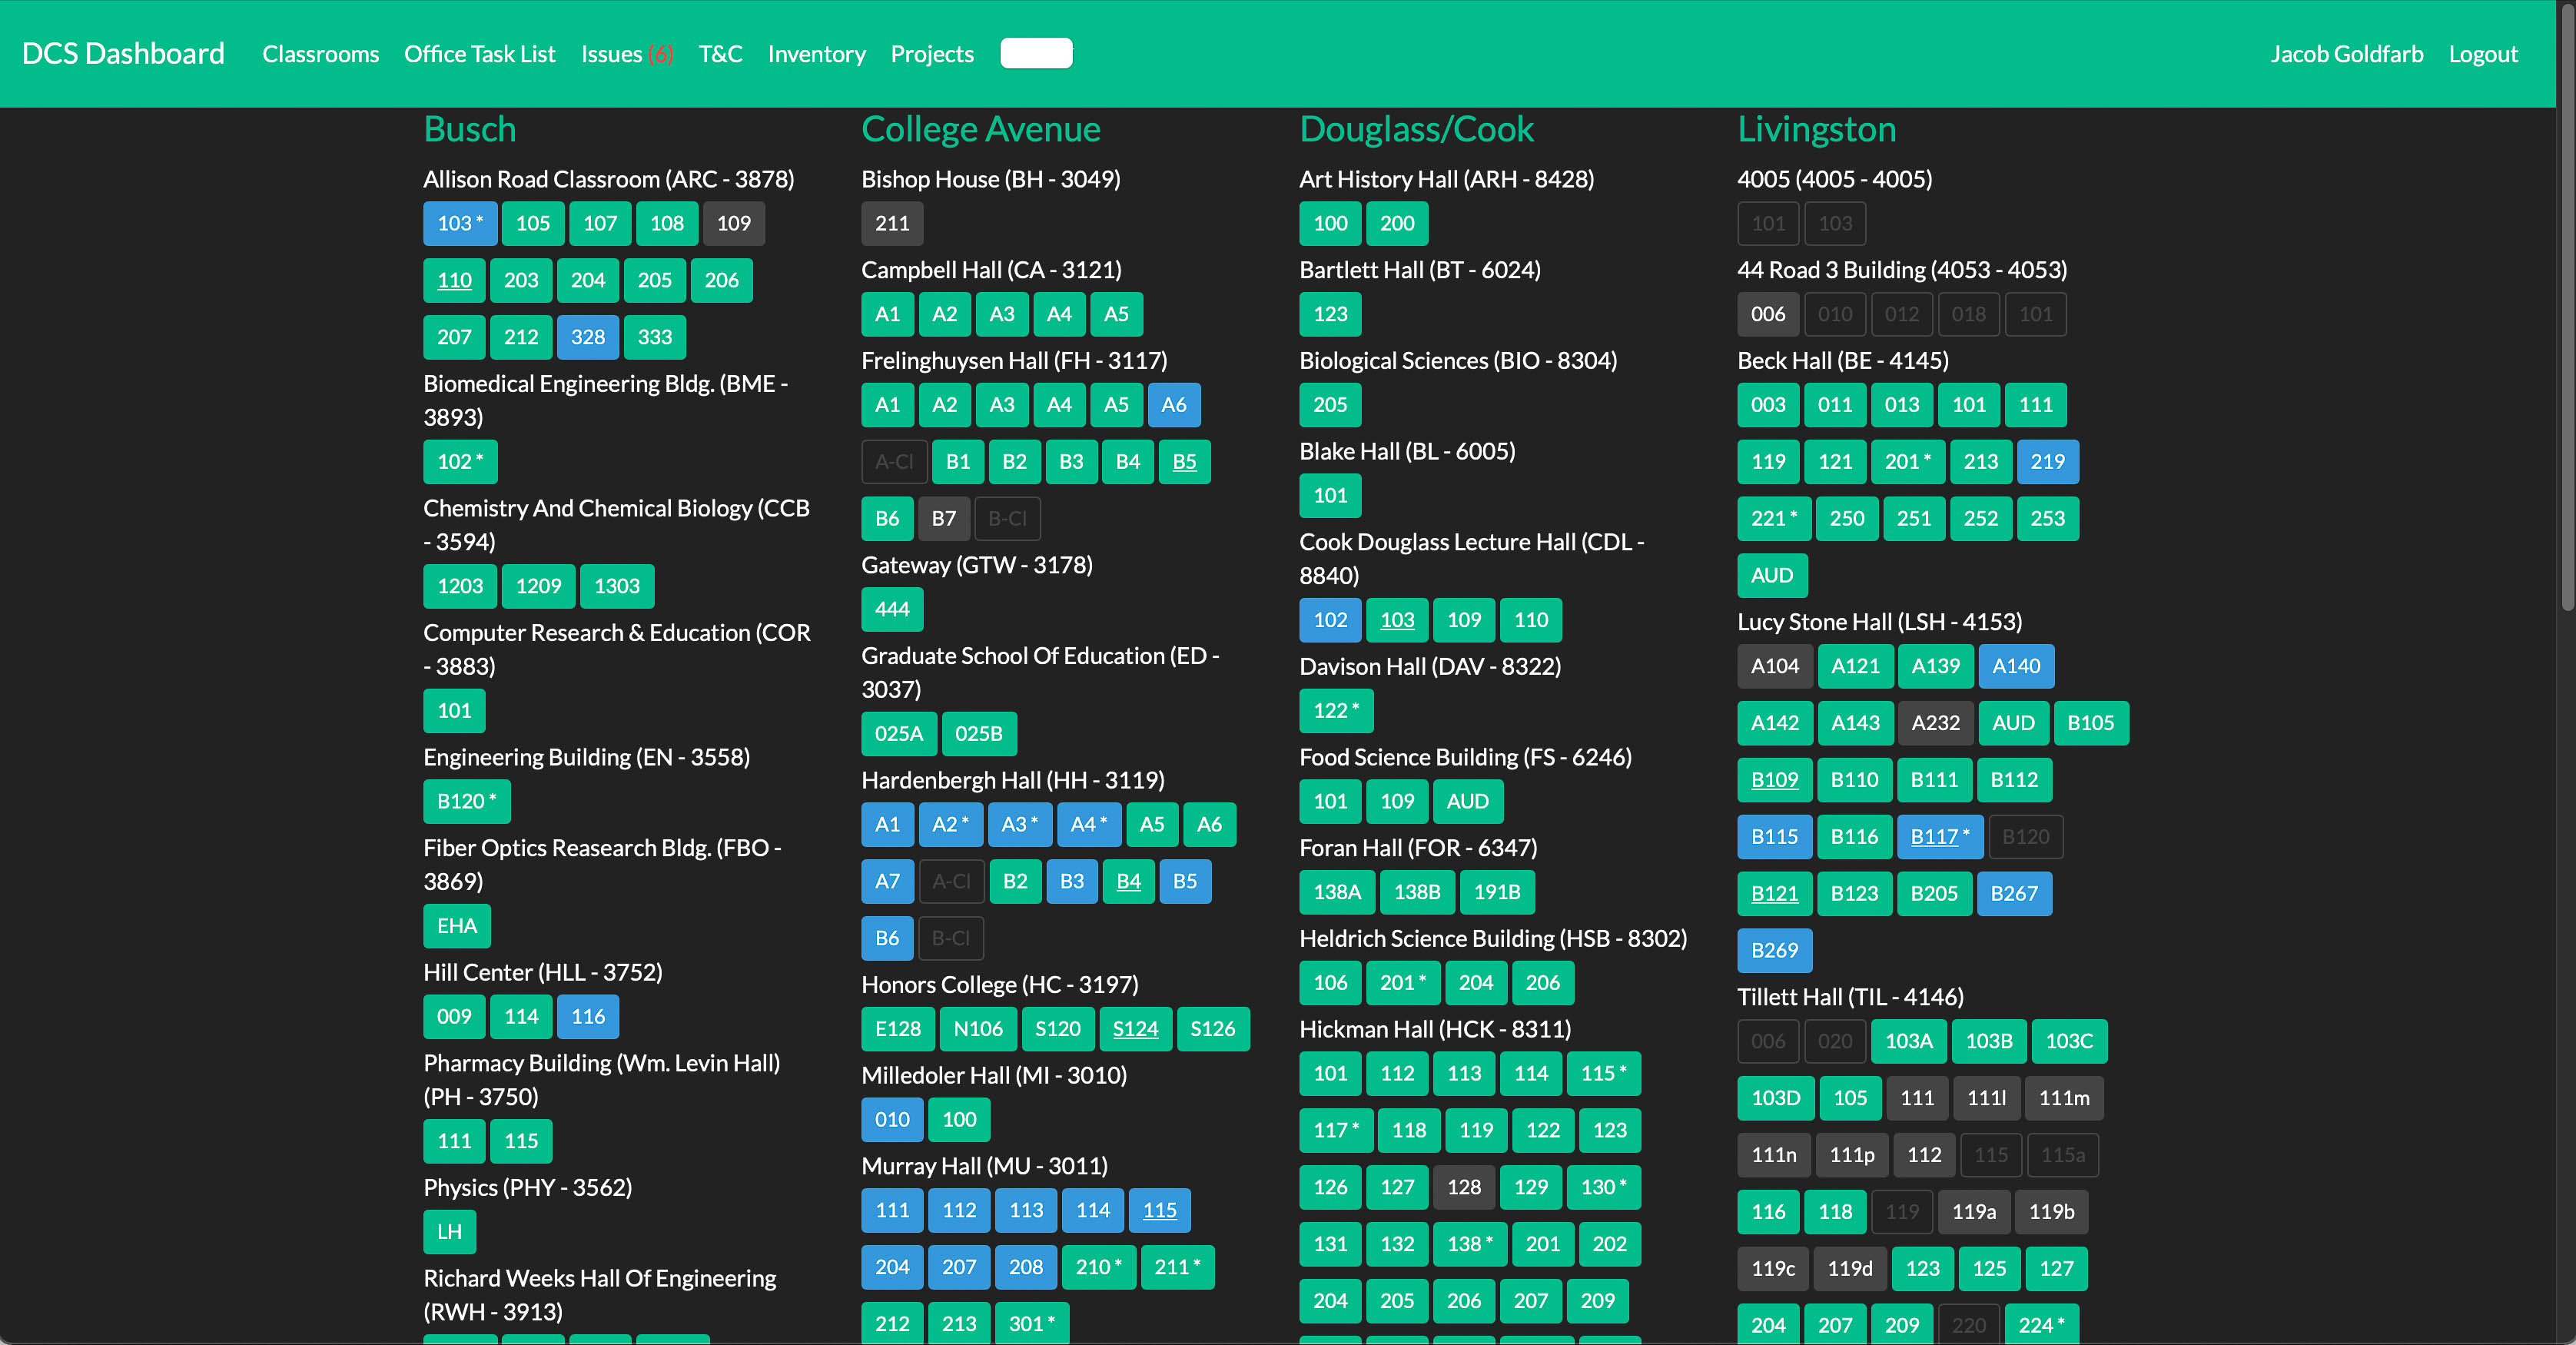 DCS Dashboard Classrooms Office Task List Issues (6) T&C Inventory Projects Jacob Goldfarb Logout
Busch
Allison Road Classroom (ARC - 3878)
103 * 105 107 108 109
110 203 204 205 206
207 212 328 333
Biomedical Engineering Bldg. (BME -
3893)
102 *
Chemistry And Chemical Biology (CCB
- 3594)
1203 1209 1303
Computer Research & Education (COR
- 3883)
101
Engineering Building (EN - 3558)
B120 *
Fiber Optics Reasearch Bldg. (FBO -
3869)
EHA
Hill Center (HLL - 3752)
009 114 116
Pharmacy Building (Wm. Levin Hall)
(PH - 3750)
111 115
Physics (PHY - 3562)
LH
Richard Weeks Hall Of Engineering
(RWH - 3913)
College Avenue
Bishop House (BH - 3049)
211
Campbell Hall (CA - 3121)
A1 A2 A3 A4 A5
Frelinghuysen Hall (FH - 3117)
A1 A2 A3 A4 A5 A6
A-Cl B1 B2 B3 B4 B5
B6 B7 B-Cl
Gateway (GTW - 3178)
444
Graduate School Of Education (ED -
3037)
025A 025B
Hardenbergh Hall (HH - 3119)
A1 A2 * A3 * A4 * A5 A6
A7 A-Cl B2 B3 B4 B5
B6 B-Cl
Honors College (HC - 3197)
E128 N106 S120 S124 S126
Milledoler Hall (MI - 3010)
010 100
Murray Hall (MU - 3011)
111 112 113 114 115
204 207 208 210 * 211 *
212 213 301 *
Douglass/Cook
Art History Hall (ARH - 8428)
100 200
Bartlett Hall (BT - 6024)
123
Biological Sciences (BIO - 8304)
205
Blake Hall (BL - 6005)
101
Cook Douglass Lecture Hall (CDL -
8840)
102 103 109 110
Davison Hall (DAV - 8322)
122 *
Food Science Building (FS - 6246)
101 109 AUD
Foran Hall (FOR - 6347)
138A 138B 191B
Heldrich Science Building (HSB - 8302)
106 201 * 204 206
Hickman Hall (HCK - 8311)
101 112 113 114 115 *
117 * 118 119 122 123
126 127 128 129 130 *
131 132 138 * 201 202
204 205 206 207 209
Livingston
4005 (4005 - 4005)
101 103
44 Road 3 Building (4053 - 4053)
006 010 012 018 101
Beck Hall (BE - 4145)
003 011 013 101 111
119 121 201 * 213 219
221 * 250 251 252 253
AUD
Lucy Stone Hall (LSH - 4153)
A104 A121 A139 A140
A142 A143 A232 AUD B105
B109 B110 B111 B112
B115 B116 B117 * B120
B121 B123 B205 B267
B269
Tillett Hall (TIL - 4146)
006 020 103A 103B 103C
103D 105 111 111l 111m
111n 111p 112 115 115a
116 118 119 119a 119b
119c 119d 123 125 127
204 207 209 220 224 *